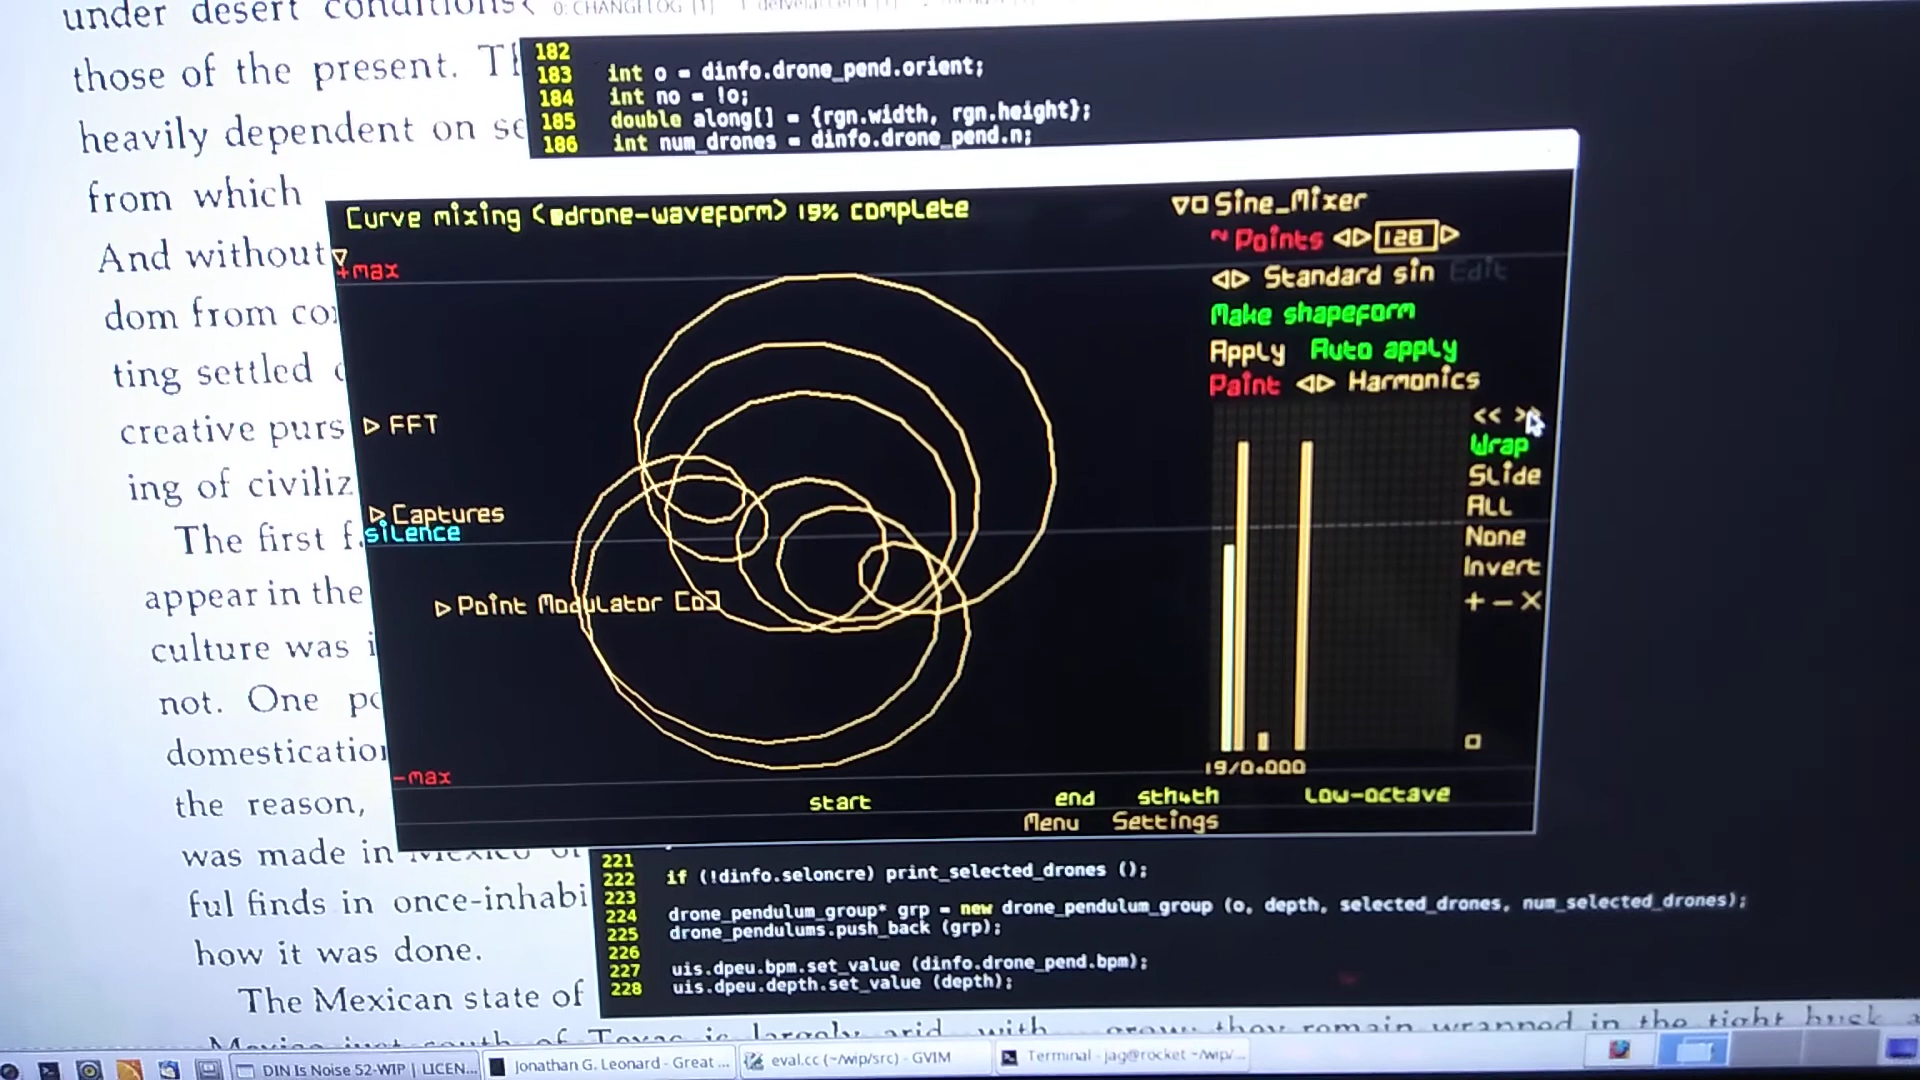 under desert conditions
0: CHANGELOG [1]
those of the present.
heavily dependent on
from which
And without
dom from
ting settled
creative purs
ing of civiliz
The first
appear in the
culture was
not. One
domestication
the reason,
was made in
ful finds in once-inhabi
how it was done.
The Mexican state of
182
183 int o = dinfo.drone_pend.orient;
184 int no = !o;
185 double along[] = {rgn.width, rgn.height};
186 int num_drones = dinfo.drone_pend.n;
Curve mixing <@drone-waveform> 19% complete
+max
FFT
Captures
silence
Point Modulator [0]
-max
start
end
sth4th
Low-octave
Menu Settings
Sine_Mixer
~ Points 128
Standard sin Edit
Make shapeform
Apply Auto apply
Paint Harmonics
<< >
Wrap
Slide
All
None
Invert
+ - X
19/0.000
221
222 if (!dinfo.seloncre) print_selected_drones ();
223
224 drone_pendulum_group* grp = new drone_pendulum_group (o, depth, selected_drones, num_selected_drones);
225 drone_pendulums.push_back (grp);
226
227 uis.dpeu.bpm.set_value (dinfo.drone_pend.bpm);
228 uis.dpeu.depth.set_value (depth);
DIN Is Noise 52-WIP | LICEN...
Jonathan G. Leonard - Great ...
eval.cc (~/wip/src) - GVIM
Terminal - jag@rocket ~/wip/...